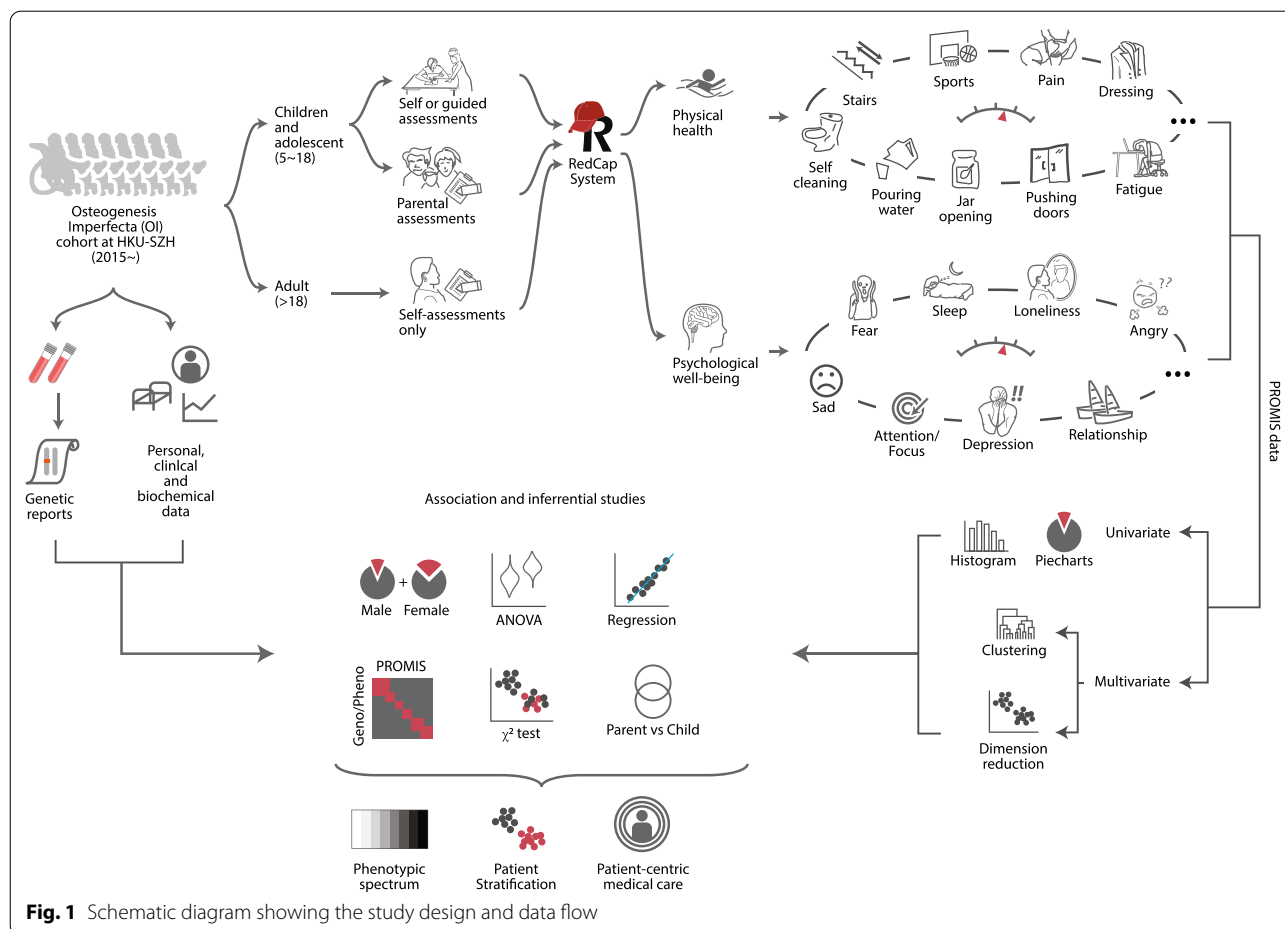 Osteogenesis
Imperfecta (OI)
cohort at HKU-SZH
(2015~)
Children
and
adolescent
(5~18)
Adult
(>18)
Self or guided
assessments
Parental
assessments
Self-assessments
only
R
RedCap
System
Physical
health
Psychological
well-being
Stairs
Sports
Pain
Dressing
Self
cleaning
Pouring
water
Jar
opening
Pushing
doors
Fatigue
•••
Fear
Sleep
Loneliness
??
Angry
Sad
Attention/
Focus
!!
Depression
Relationship
•••
PROMIS data
Genetic
reports
Personal,
clinlcal
and
biochemical
data
Association and inferrential studies
Male + Female
ANOVA
Regression
PROMIS
Geno/Pheno
χ² test
Parent vs Child
Histogram
Piecharts
Univariate
Clustering
Multivariate
Dimension
reduction
Phenotypic
spectrum
Patient
Stratification
Patient-centric
medical care
Fig. 1 Schematic diagram showing the study design and data flow